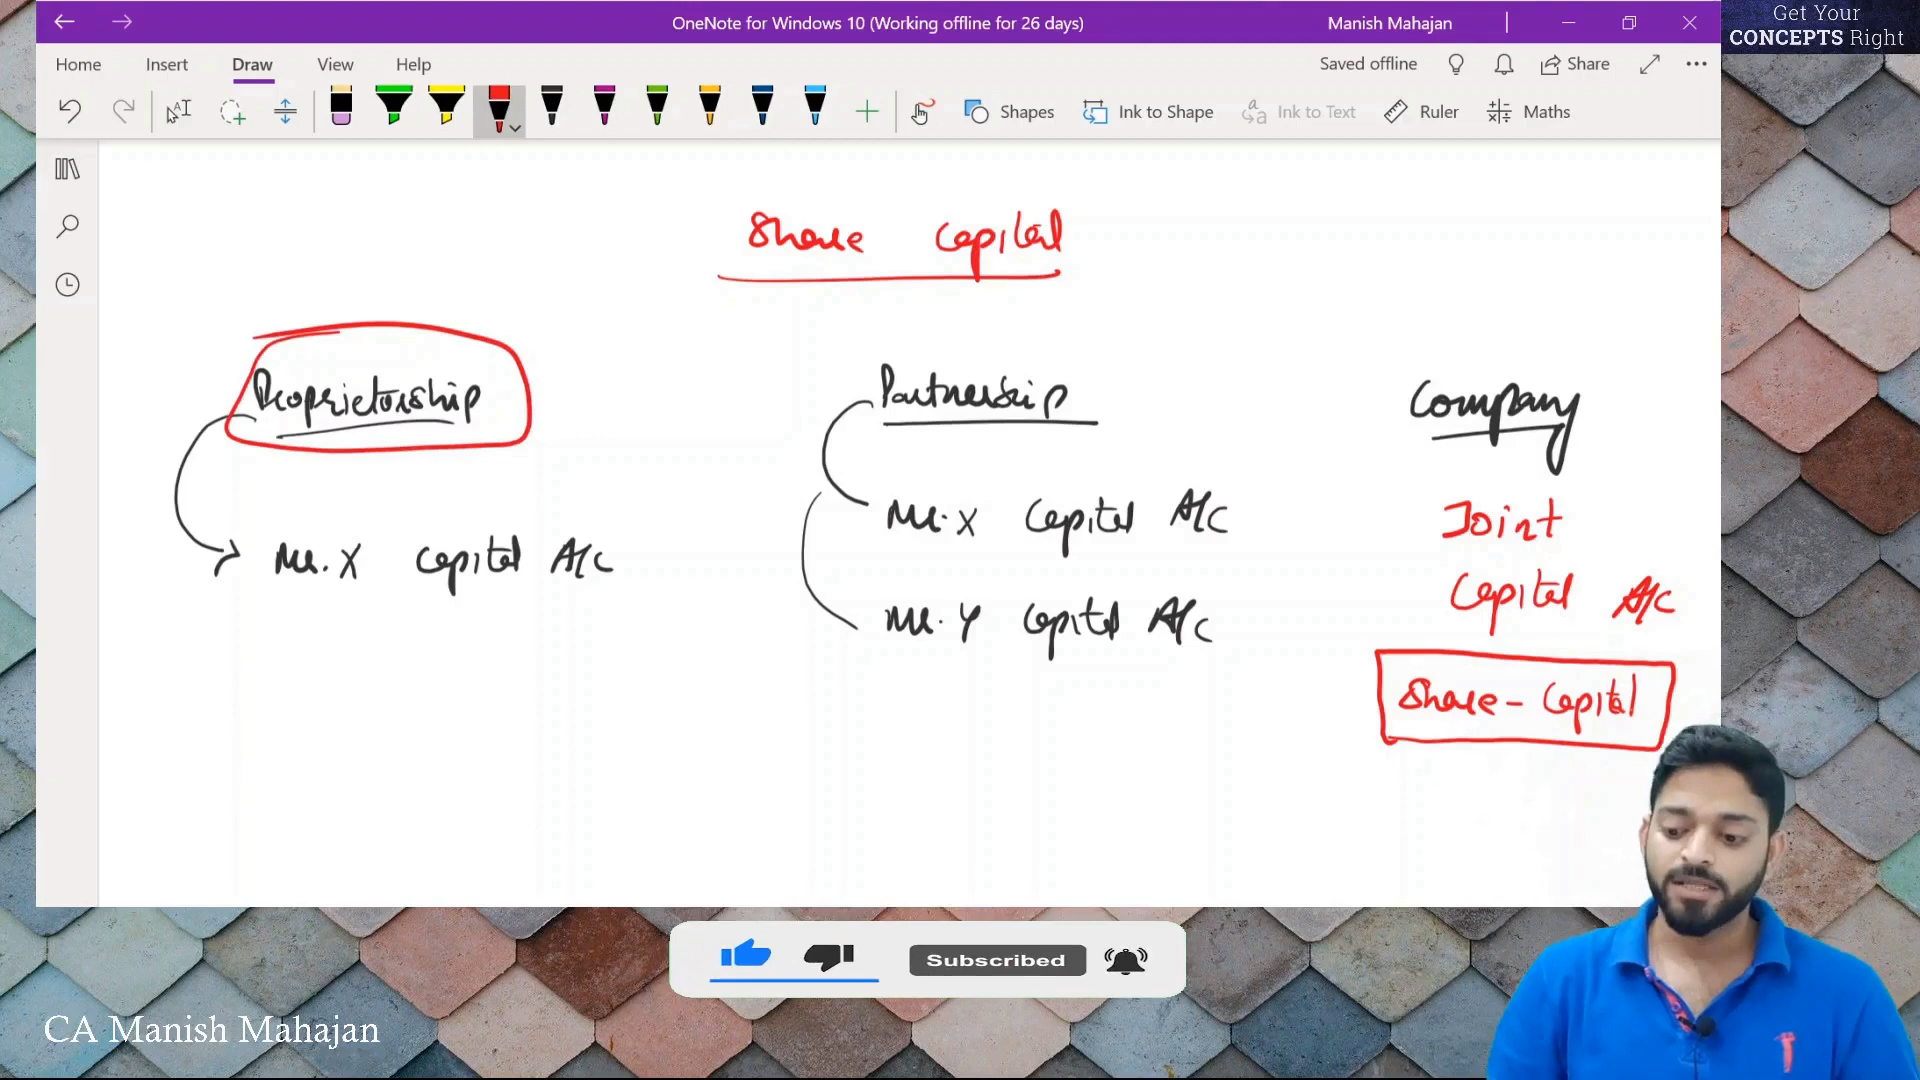 OneNote for Windows 10 (Working offline for 26 days)
Manish Mahajan
Get Your
CONCEPTS Right
Home Insert Draw View Help
Saved offline
Share
Shapes
Ink to Shape
Ink to Text
Ruler
Maths
Share Capital
Proprietorship
Mr. X Capital A/c
Partnership
Mr. X Capital A/C
Mr. Y Capital A/c
Company
Joint
Capital A/c
Share - Capital
Subscribed
CA Manish Mahajan